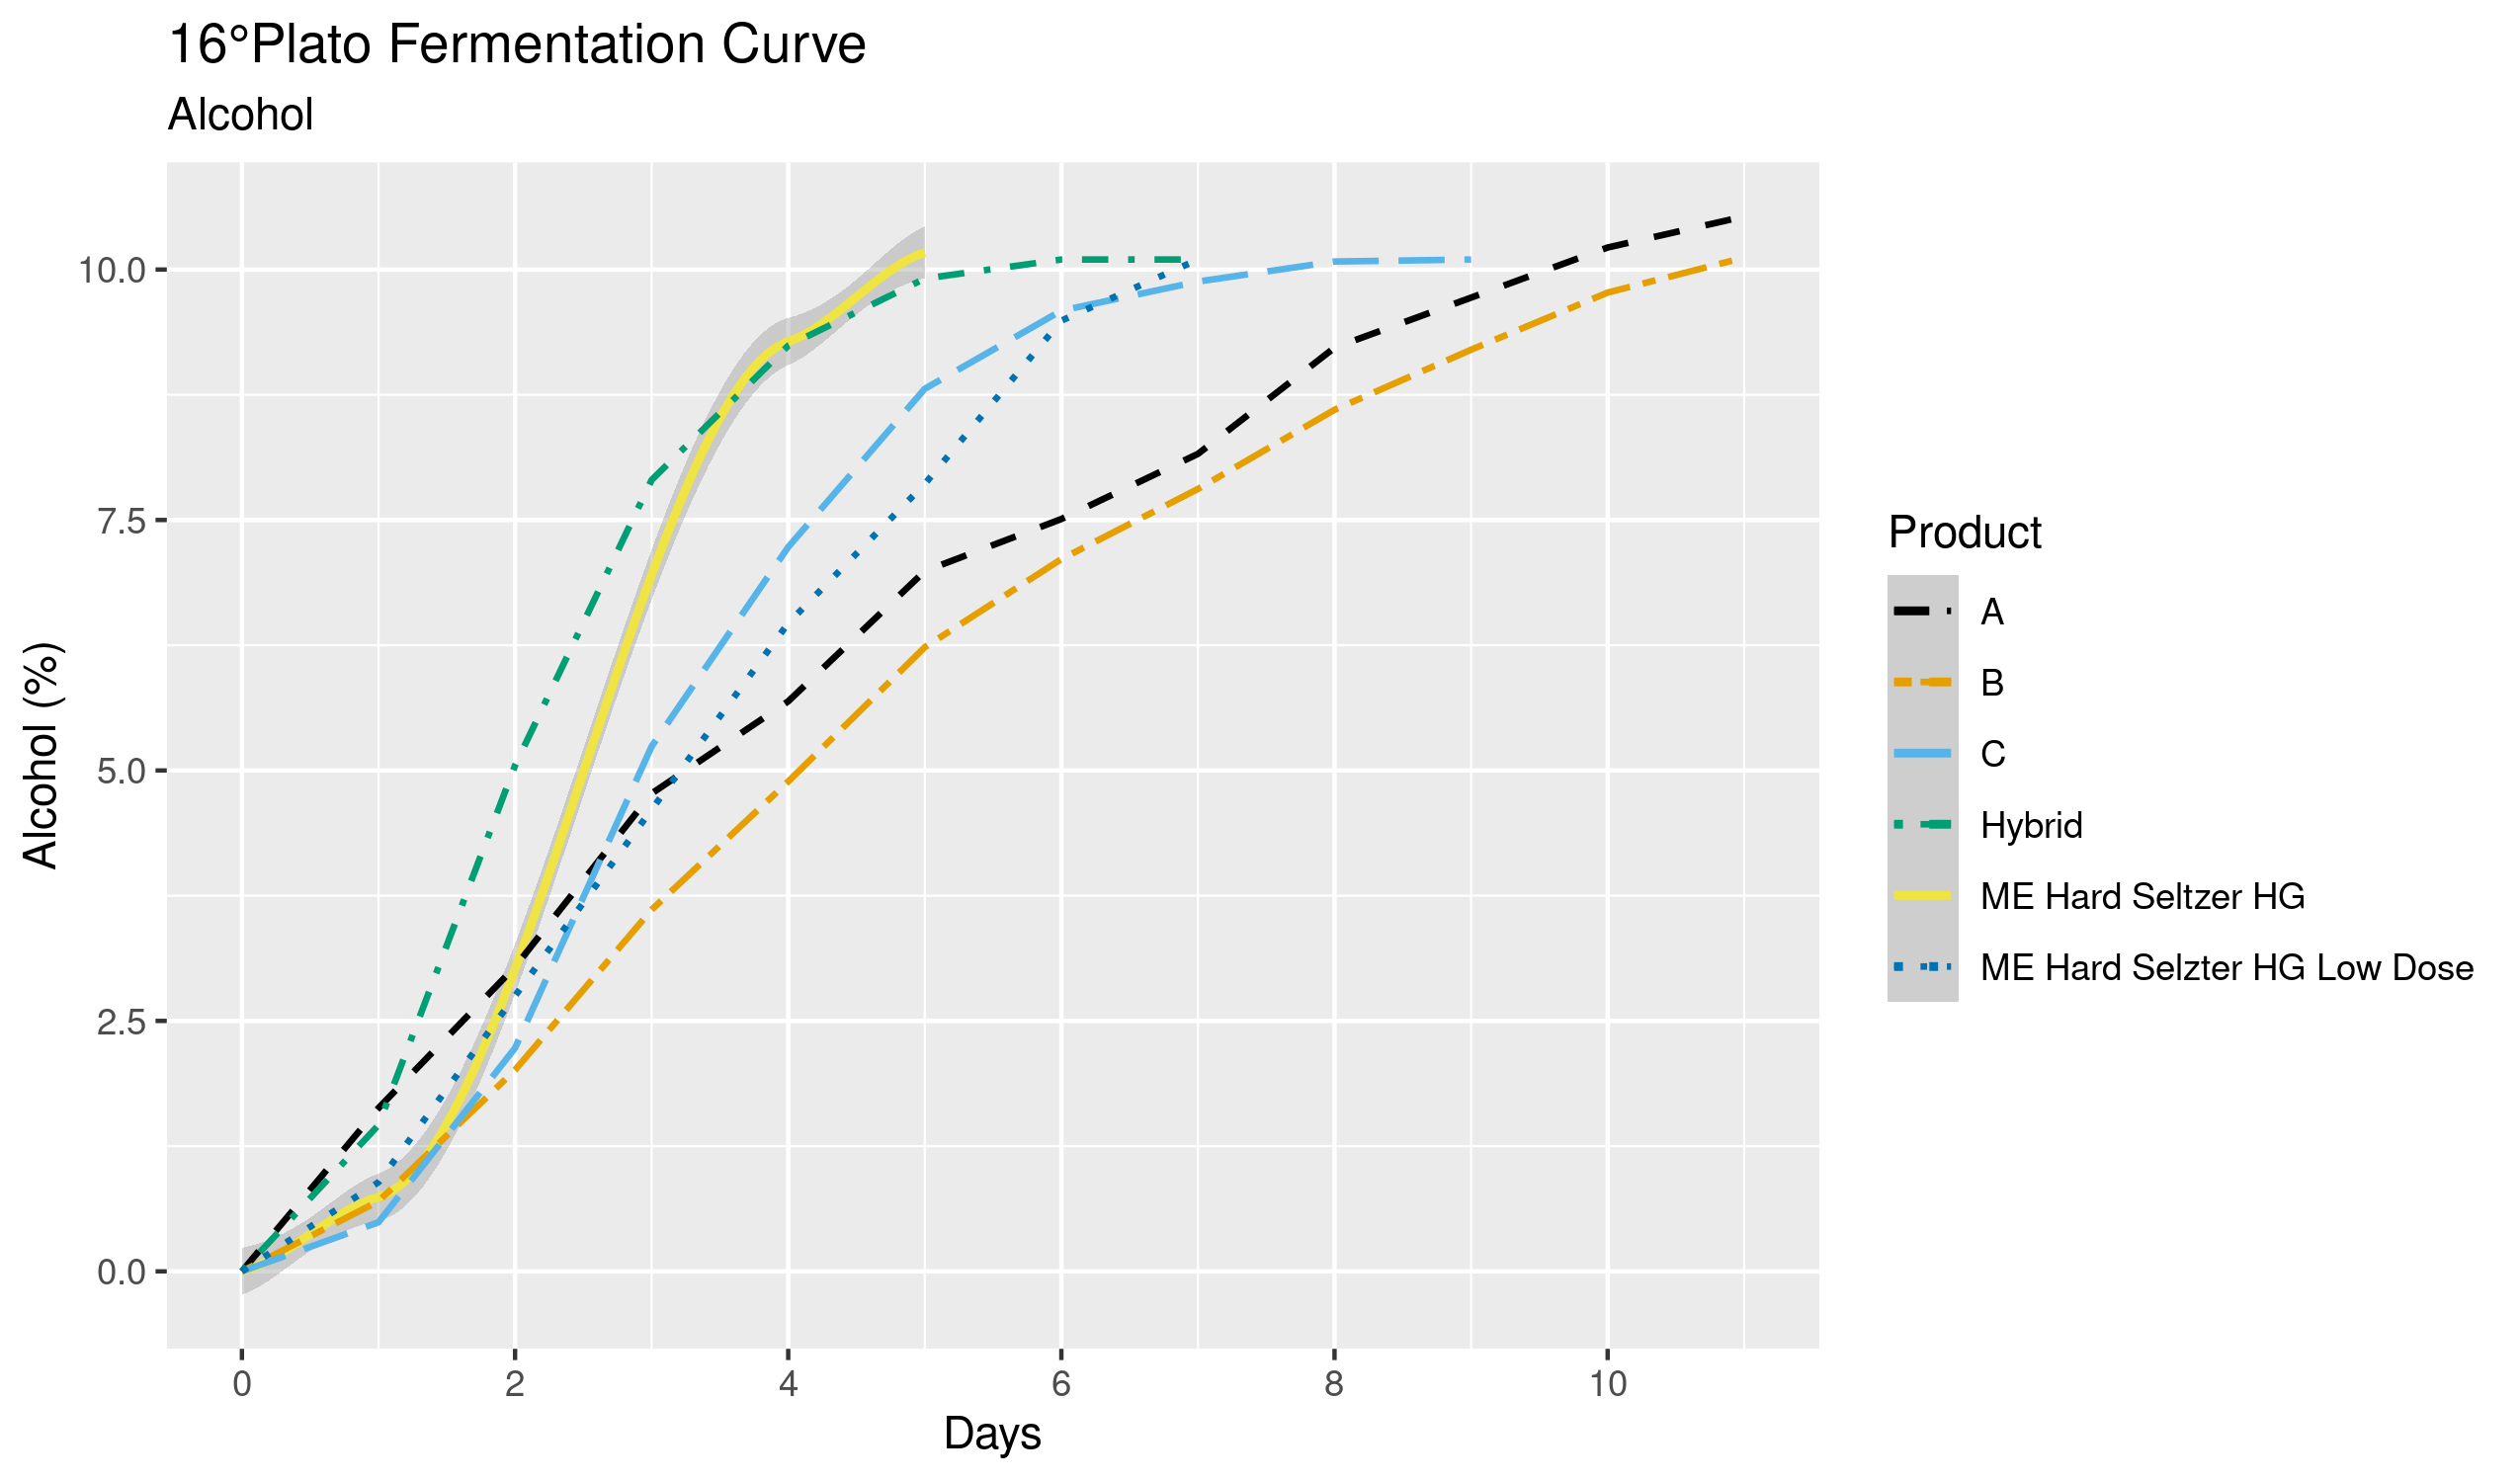 16°Plato Fermentation Curve
Alcohol
Alcohol (%)
10.0
7.5
5.0
2.5
0.0
0 2 4 6 8 10
Days
Product
A
B
C
Hybrid
ME Hard Seltzer HG
ME Hard Selzter HG Low Dose